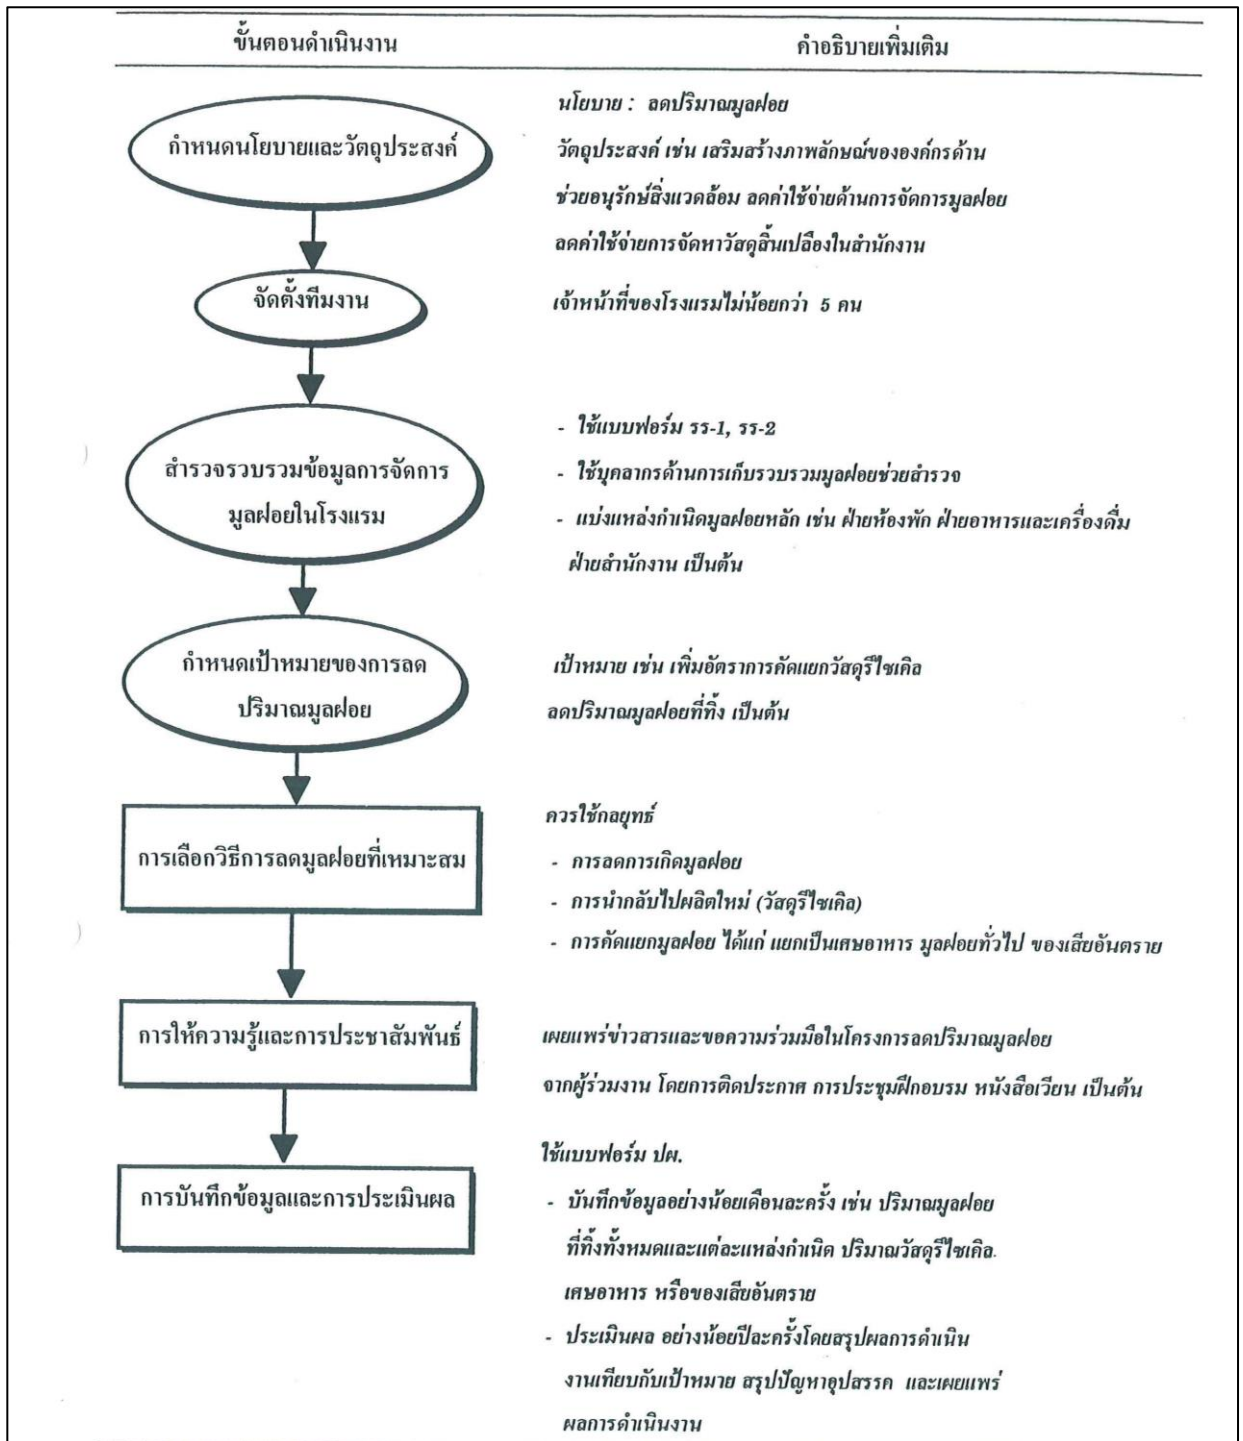 ขั้นตอนดำเนินงาน
คำอธิบายเพิ่มเติม
กำหนดนโยบายและวัตถุประสงค์
นโยบาย : ลดปริมาณมูลฝอย
วัตถุประสงค์ เช่น เสริมสร้างภาพลักษณ์ขององค์กรด้าน
ช่วยอนุรักษ์สิ่งแวดล้อม ลดค่าใช้จ่ายด้านการจัดการมูลฝอย
ลดค่าใช้จ่ายการจัดหาวัสดุสิ้นเปลืองในสำนักงาน
จัดตั้งทีมงาน
เจ้าหน้าที่ของโรงแรมไม่น้อยกว่า 5 คน
สำรวจรวบรวมข้อมูลการจัดการ
มูลฝอยในโรงแรม
- ใช้แบบฟอร์ม รร-1, รร-2
- ใช้บุคลากรด้านการเก็บรวบรวมมูลฝอยช่วยสำรวจ
- แบ่งแหล่งกำเนิดมูลฝอยหลัก เช่น ฝ่ายห้องพัก ฝ่ายอาหารและเครื่องดื่ม
ฝ่ายสำนักงาน เป็นต้น
กำหนดเป้าหมายของการลด
ปริมาณมูลฝอย
เป้าหมาย เช่น เพิ่มอัตราการคัดแยกวัสดุรีไซเคิล
ลดปริมาณมูลฝอยที่ทิ้ง เป็นต้น
การเลือกวิธีการลดมูลฝอยที่เหมาะสม
ควรใช้กลยุทธ์
- การลดการเกิดมูลฝอย
- การนำกลับไปผลิตใหม่ (วัสดุรีไซเคิล)
- การคัดแยกมูลฝอย ได้แก่ แยกเป็นเศษอาหาร มูลฝอยทั่วไป ของเสียอันตราย
การให้ความรู้และการประชาสัมพันธ์
เผยแพร่ข่าวสารและขอความร่วมมือในโครงการลดปริมาณมูลฝอย
จากผู้ร่วมงาน โดยการติดประกาศ การประชุมฝึกอบรม หนังสือเวียน เป็นต้น
การบันทึกข้อมูลและการประเมินผล
ใช้แบบฟอร์ม ปผ.
- บันทึกข้อมูลอย่างน้อยเดือนละครั้ง เช่น ปริมาณมูลฝอย
ที่ทิ้งทั้งหมดและแต่ละแหล่งกำเนิด ปริมาณวัสดุรีไซเคิล
เศษอาหาร หรือของเสียอันตราย
- ประเมินผล อย่างน้อยปีละครั้งโดยสรุปผลการดำเนิน
งานเทียบกับเป้าหมาย สรุปปัญหาอุปสรรค และเผยแพร่
ผลการดำเนินงาน